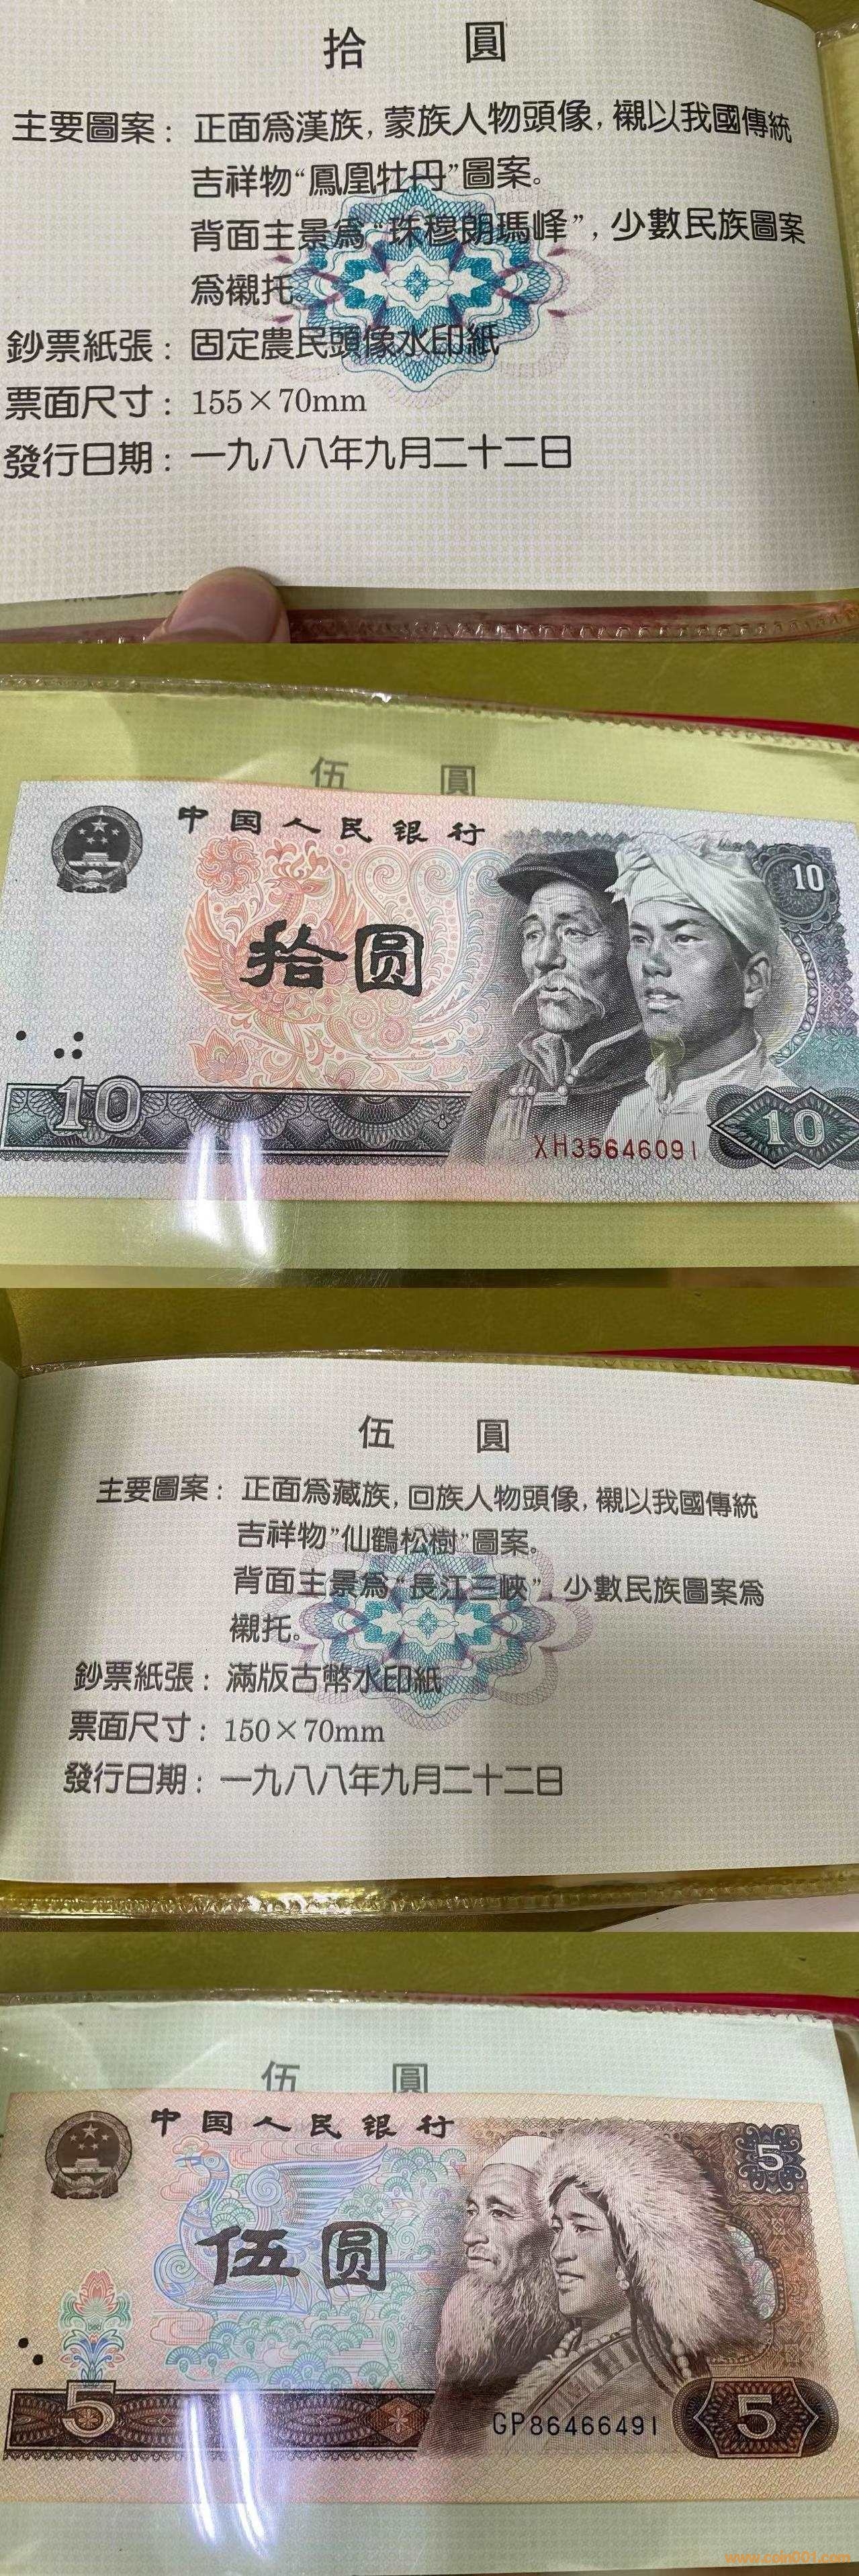 拾 圓
主要圖案：正面爲漢族，蒙族人物頭像，襯以我國傳統
吉祥物“鳳凰牡丹”圖案。
背面主景爲“珠穆朗瑪峰”，少數民族圖案
爲襯托。
鈔票紙張：固定農民頭像水印紙
票面尺寸：155×70mm
發行日期：一九八八年九月二十二日
伍 圓
中国人民银行
10
拾圆
10
XH35646091
10
伍 圓
主要圖案：正面爲藏族，回族人物頭像，襯以我國傳統
吉祥物”仙鶴松樹”圖案。
背面主景爲“長江三峽”，少數民族圖案爲
襯托。
鈔票紙張：滿版古幣水印紙
票面尺寸：150×70mm
發行日期：一九八八年九月二十二日
伍 圓
中国人民银行
5
伍圆
5
GP86466491
5
www.coin001.com